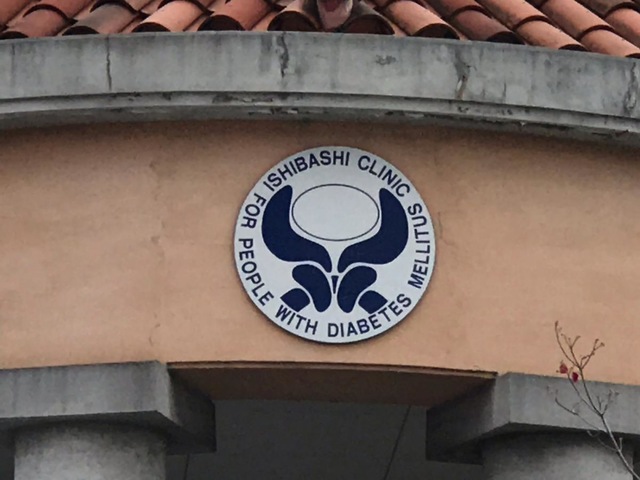 ISHIBASHI CLINIC
FOR PEOPLE WITH DIABETES MELLITUS